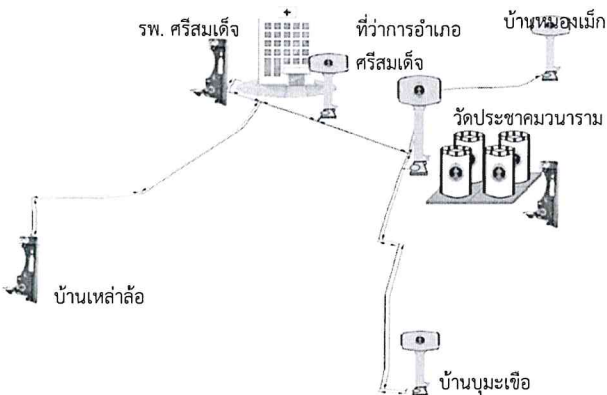 รพ. ศรีสมเด็จ
ที่ว่าการอำเภอ
ศรีสมเด็จ
บ้านหนองเม็ก
วัดประชาคมวนาราม
บ้านเหล่าล้อ
บ้านบุมะเขือ